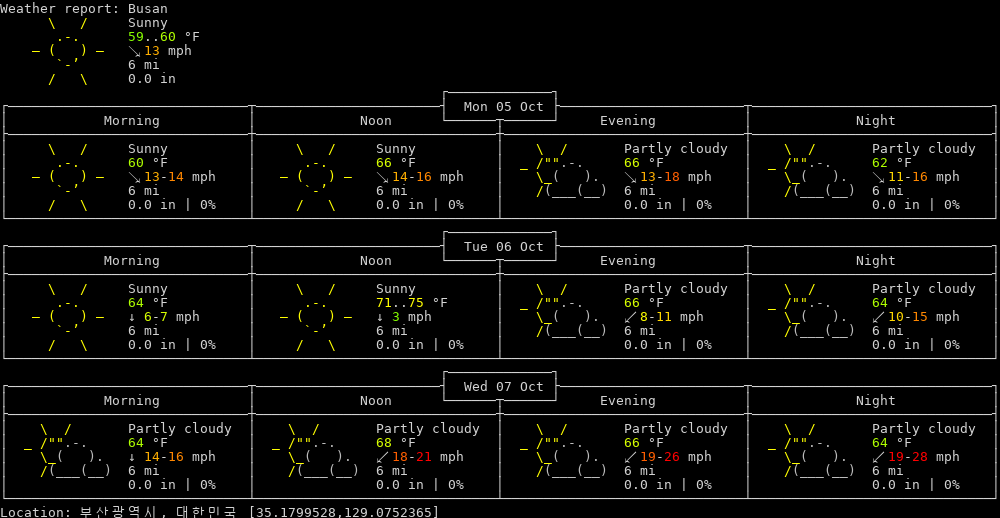 Weather report: Busan
Sunny
59..60 °F
↘ 13 mph
6 mi
0.0 in
Mon 05 Oct
Morning Noon Evening Night
Sunny Sunny Partly cloudy Partly cloudy
60 °F 66 °F 66 °F 62 °F
↘ 13-14 mph ↘ 14-16 mph ↘ 13-18 mph ↘ 11-16 mph
6 mi 6 mi 6 mi 6 mi
0.0 in | 0% 0.0 in | 0% 0.0 in | 0% 0.0 in | 0%
Tue 06 Oct
Morning Noon Evening Night
Sunny Sunny Partly cloudy Partly cloudy
64 °F 71..75 °F 66 °F 64 °F
↓ 6-7 mph ↓ 3 mph ↙ 8-11 mph ↙ 10-15 mph
6 mi 6 mi 6 mi 6 mi
0.0 in | 0% 0.0 in | 0% 0.0 in | 0% 0.0 in | 0%
Wed 07 Oct
Morning Noon Evening Night
Partly cloudy Partly cloudy Partly cloudy Partly cloudy
64 °F 68 °F 66 °F 64 °F
↓ 14-16 mph ↙ 18-21 mph ↙ 19-26 mph ↙ 19-28 mph
6 mi 6 mi 6 mi 6 mi
0.0 in | 0% 0.0 in | 0% 0.0 in | 0% 0.0 in | 0%
Location: 부산광역시, 대한민국 [35.1799528,129.0752365]